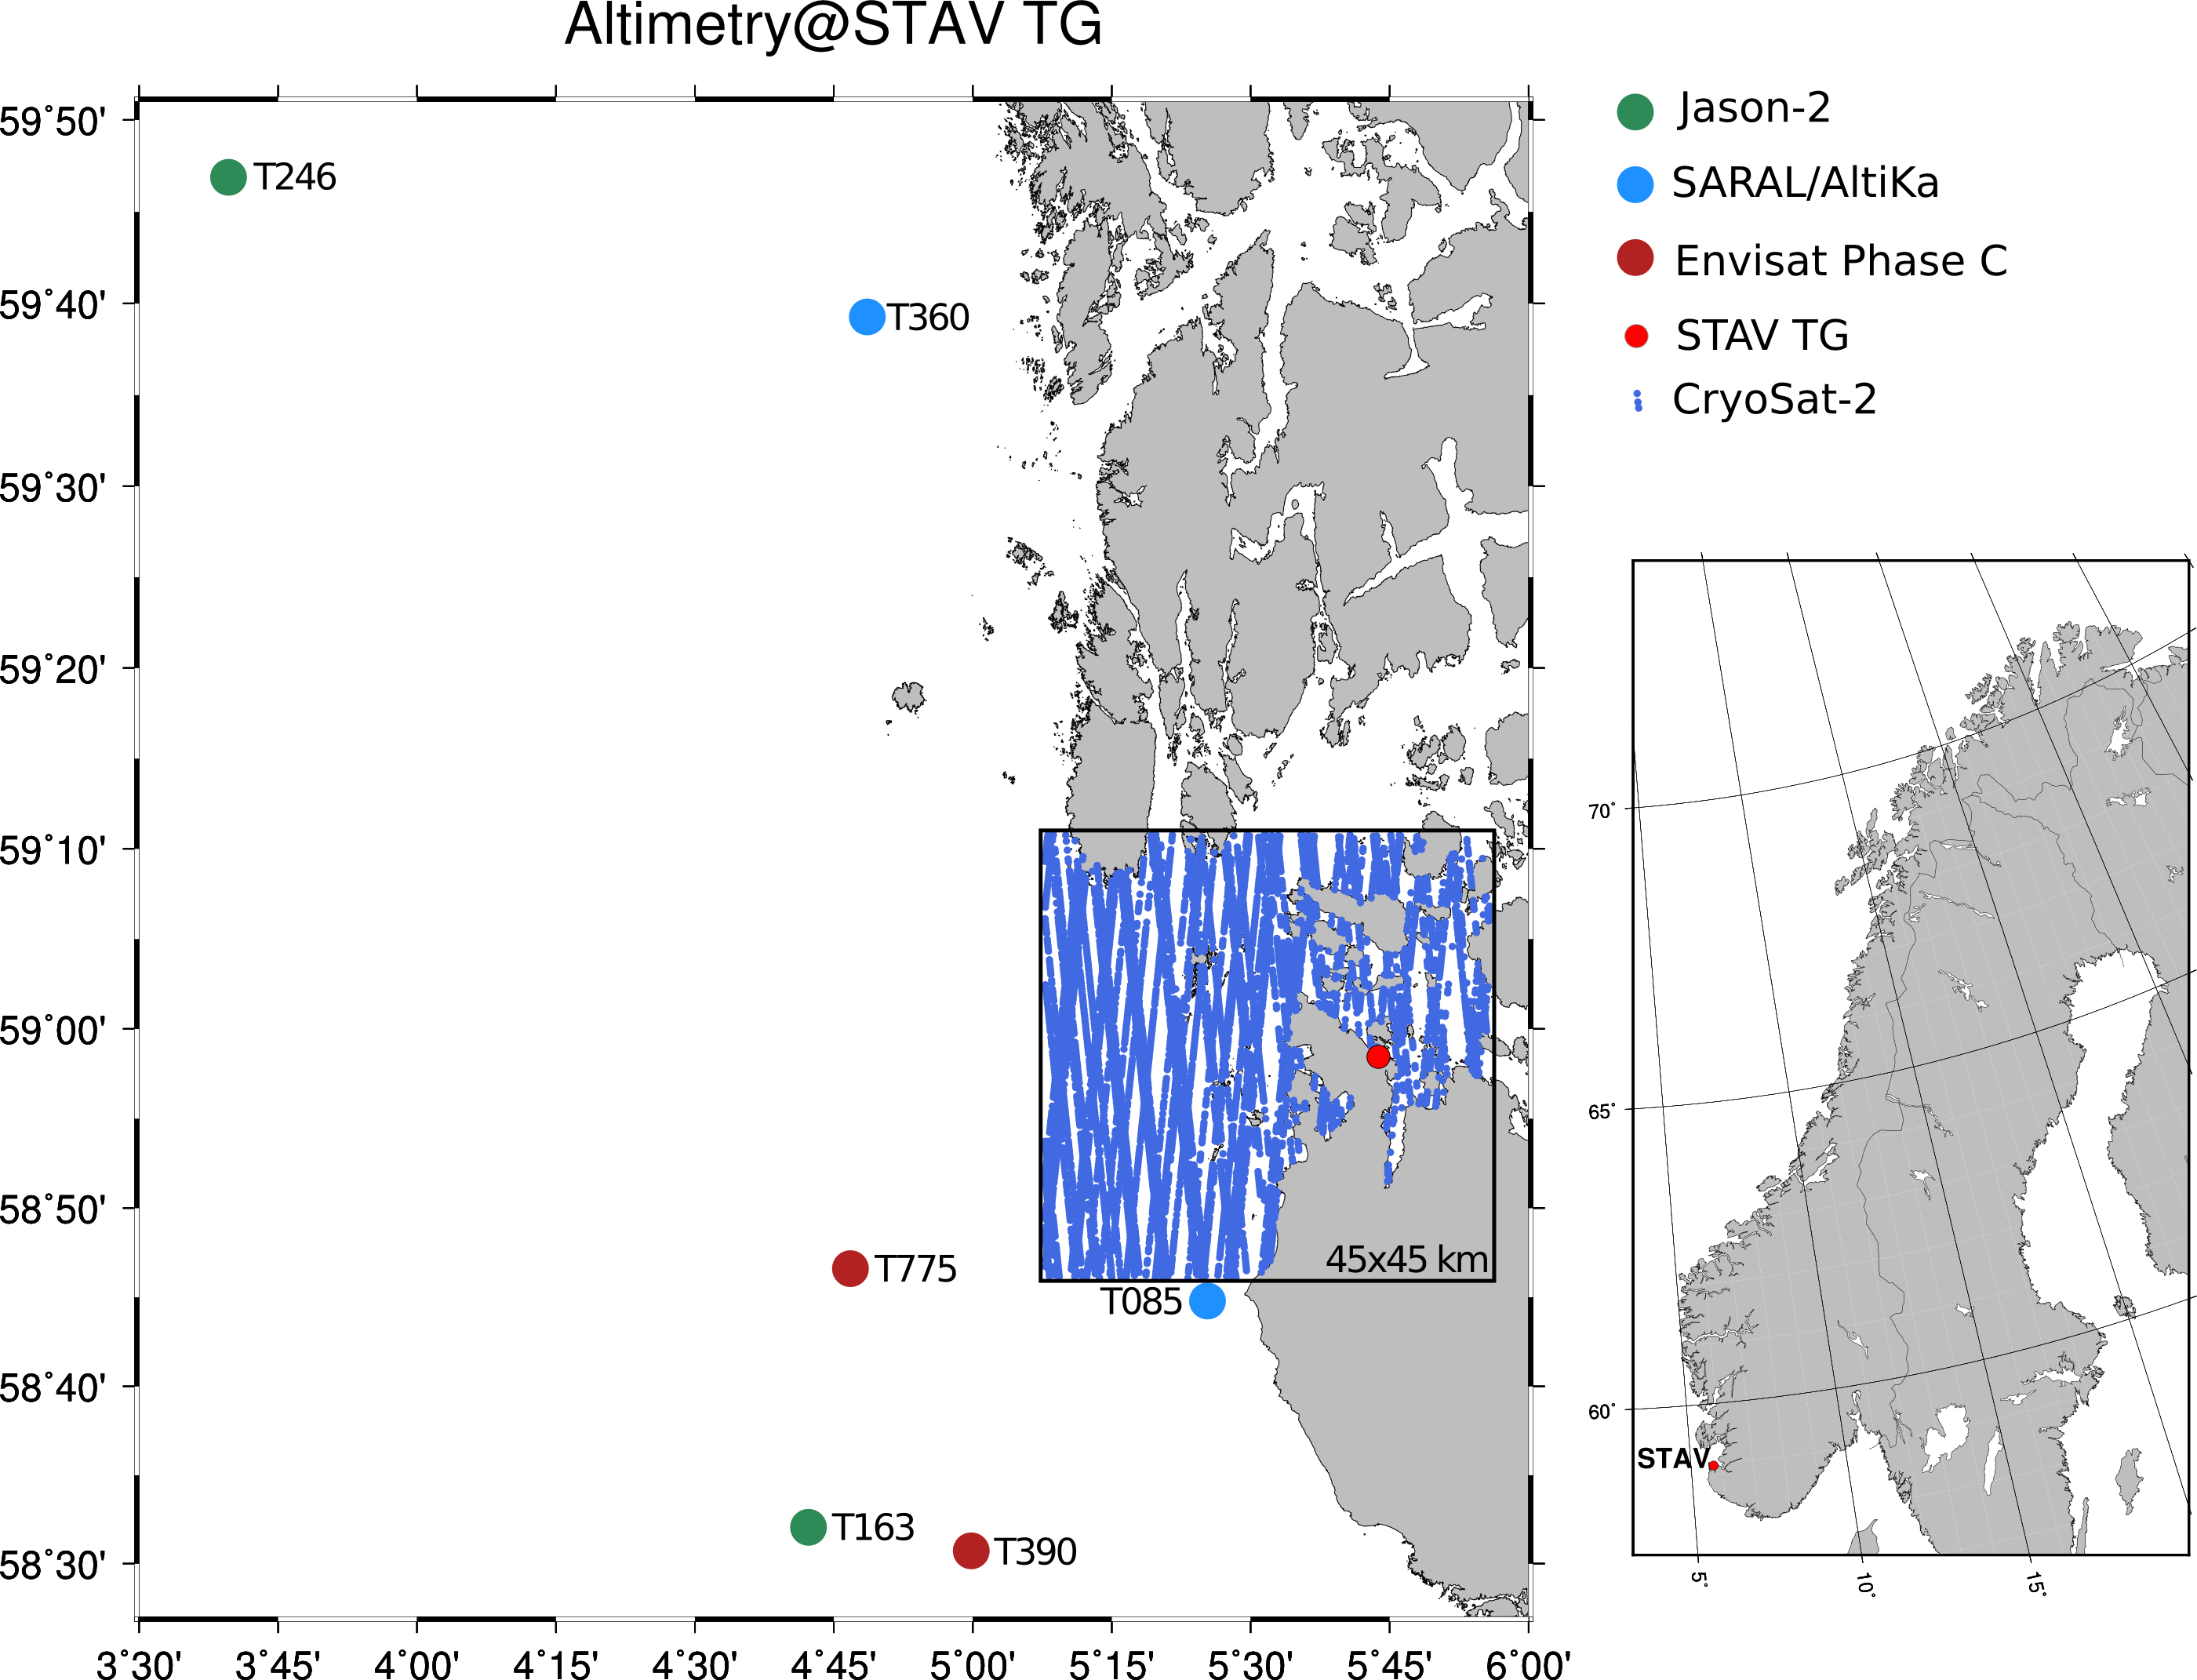 Altimetry@STAV TG
Jason-2
SARAL/AltiKa
Envisat Phase C
STAV TG
CryoSat-2
59°50'
59°40'
59°30'
59°20'
59°10'
59°00'
58°50'
58°40'
58°30'
T246
T360
T775
T085
T163
T390
45x45 km
3°30' 3°45' 4°00' 4°15' 4°30' 4°45' 5°00' 5°15' 5°30' 5°45' 6°00'
70°
65°
60°
STAV
5° 10° 15°